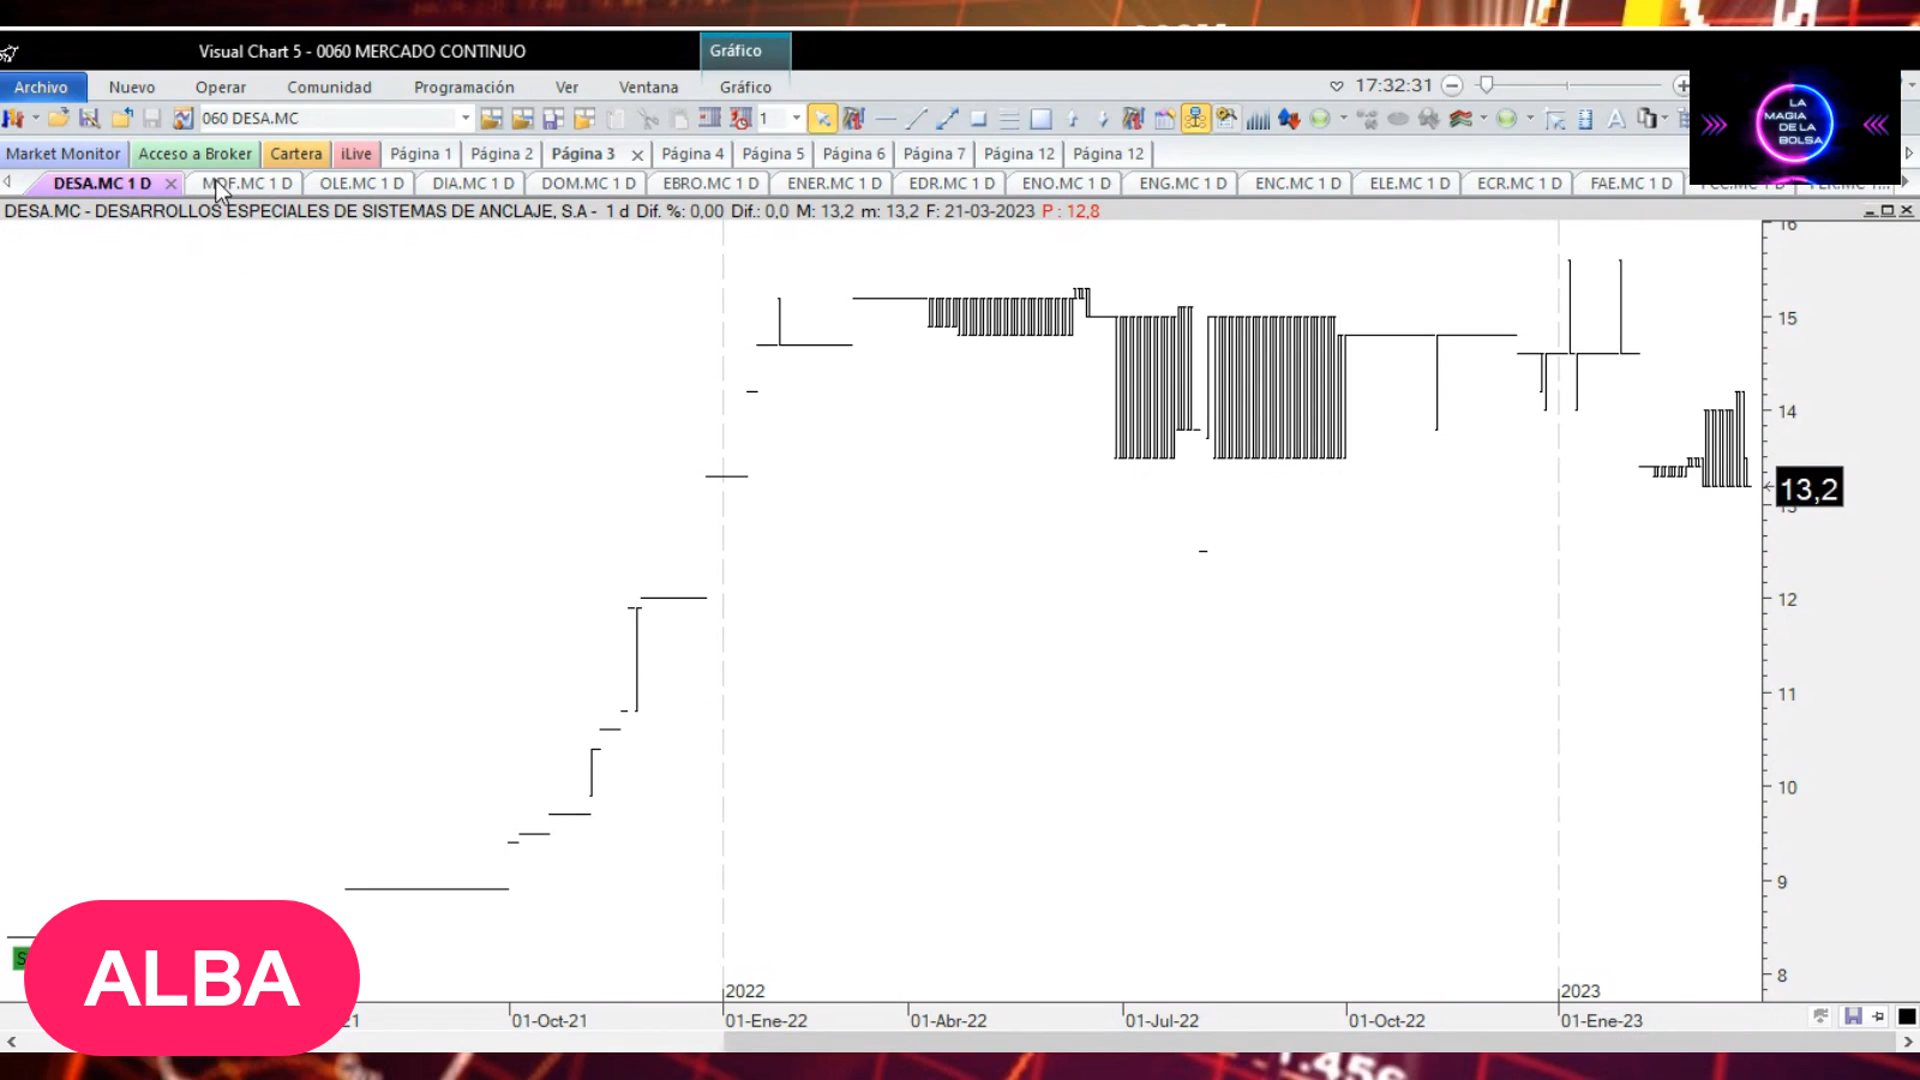 Visual Chart 5 - 0060 MERCADO CONTINUO
Gráfico
Archivo Nuevo Operar Comunidad Programación Ver Ventana Gráfico 17:32:31
060 DESA.MC 1
Market Monitor Acceso a Broker Cartera iLive Página 1 Página 2 Página 3 Página 4 Página 5 Página 6 Página 7 Página 12 Página 12
LA
MAGIA
DE LA
BOLSA
DESA.MC 1 D MDF.MC 1 D OLE.MC 1 D DIA.MC 1 D DOM.MC 1 D EBRO.MC 1 D ENER.MC 1 D EDR.MC 1 D ENO.MC 1 D ENG.MC 1 D ENC.MC 1 D ELE.MC 1 D ECR.MC 1 D FAE.MC 1 D
DESA.MC - DESARROLLOS ESPECIALES DE SISTEMAS DE ANCLAJE, S.A - 1 d Dif. %: 0,00 Dif.: 0,0 M: 13,2 m: 13,2 F: 21-03-2023 P : 12,8
16
15
14
13,2
13
12
11
10
9
8
ALBA
2022 2023
01-Oct-21 01-Ene-22 01-Abr-22 01-Jul-22 01-Oct-22 01-Ene-23